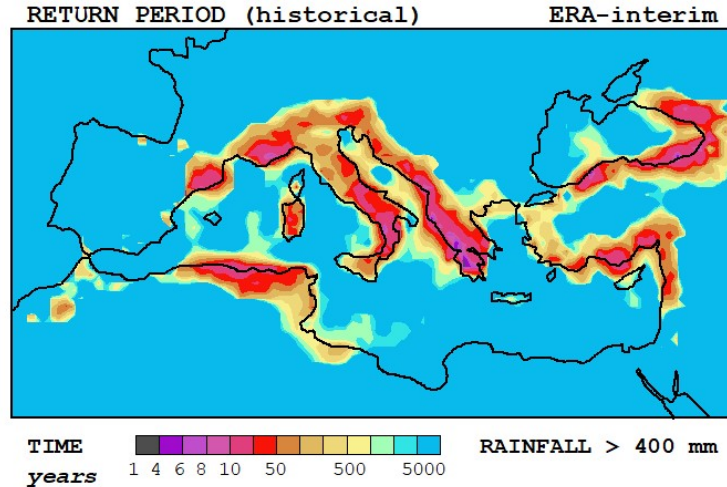 RETURN PERIOD (historical) ERA-interim
TIME RAINFALL > 400 mm
years 1 4 6 8 10 50 500 5000